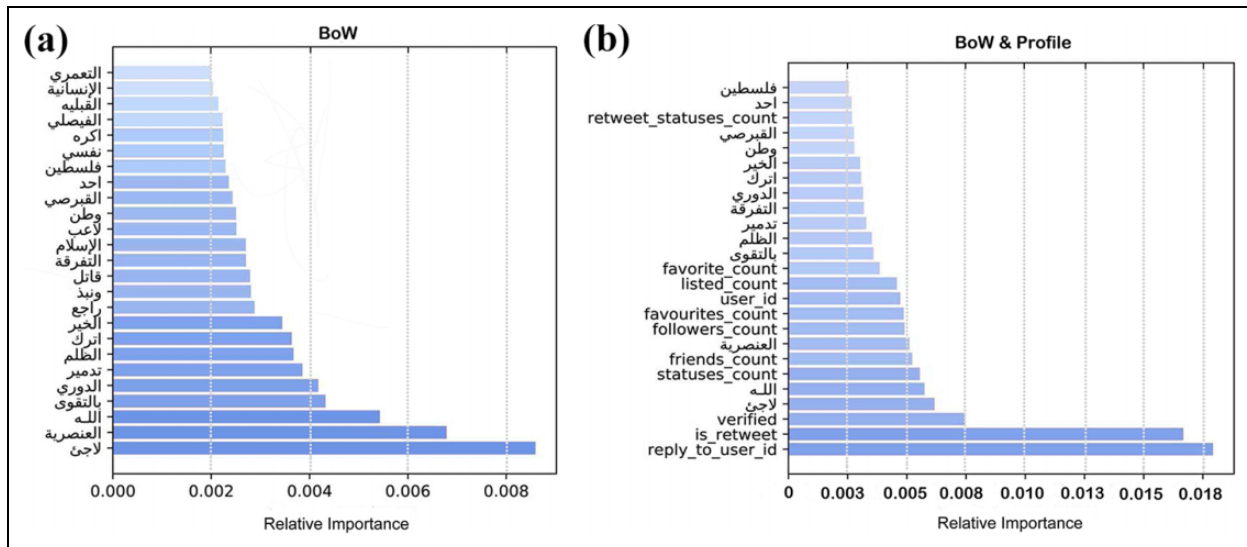 (a)
BoW
التعمري
الإنسانية
القبليه
الفيصلي
اكره
نفسي
فلسطين
احد
القبرصي
وطن
لاعب
الإسلام
التفرقة
قاتل
ونبذ
راجع
الخير
اترك
الظلم
تدمير
الدوري
بالتقوى
اللـه
العنصرية
لاجئ
0.000 0.002 0.004 0.006 0.008
Relative Importance
(b)
BoW & Profile
فلسطين
احد
retweet_statuses_count
القبرصي
وطن
الخير
اترك
الدوري
التفرقة
تدمير
الظلم
بالتقوى
favorite_count
listed_count
user_id
favourites_count
followers_count
العنصرية
friends_count
statuses_count
اللـه
لاجئ
verified
is_retweet
reply_to_user_id
0 0.003 0.005 0.008 0.010 0.013 0.015 0.018
Relative Importance